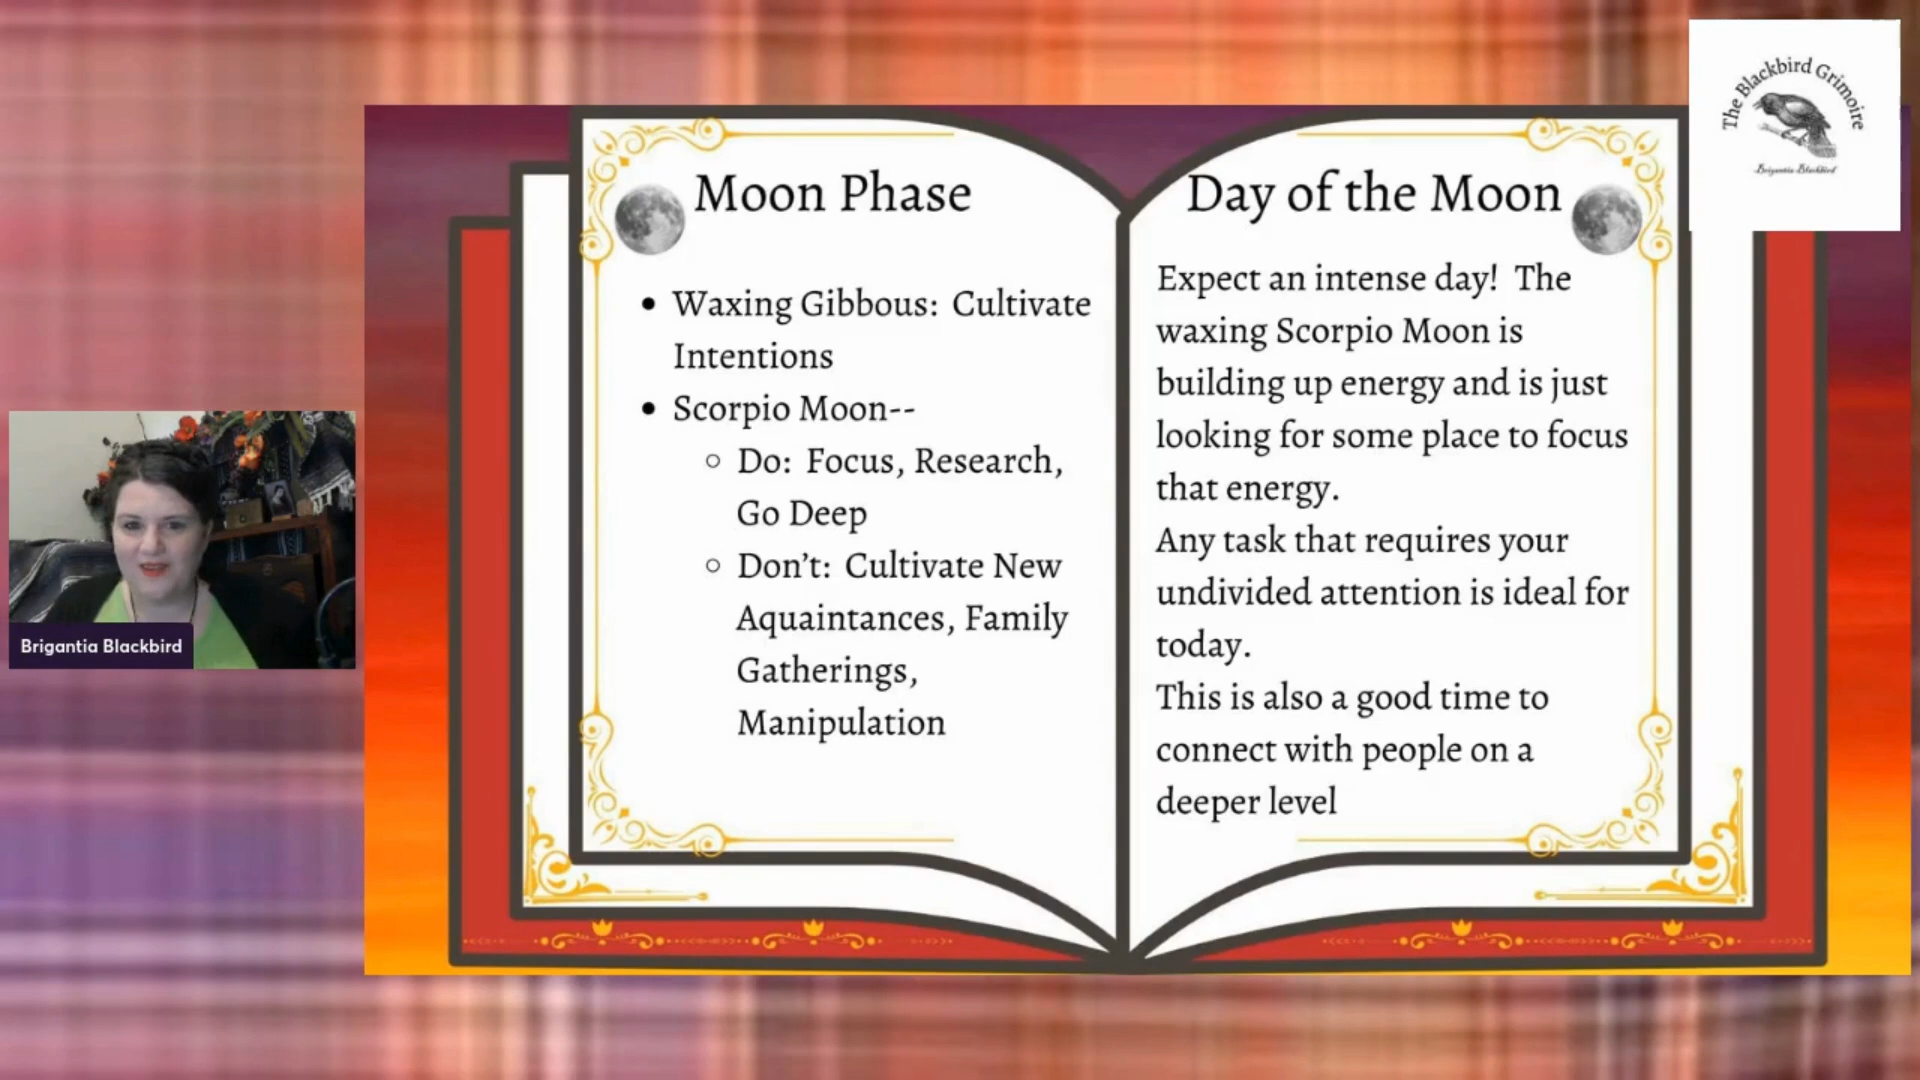 The Blackbird Grimoire
Brigantia Blackbird
Moon Phase
• Waxing Gibbous: Cultivate
Intentions
• Scorpio Moon--
○ Do: Focus, Research,
Go Deep
○ Don't: Cultivate New
Aquaintances, Family
Gatherings,
Manipulation
Day of the Moon
Expect an intense day! The
waxing Scorpio Moon is
building up energy and is just
looking for some place to focus
that energy.
Any task that requires your
undivided attention is ideal for
today.
This is also a good time to
connect with people on a
deeper level
Brigantia Blackbird